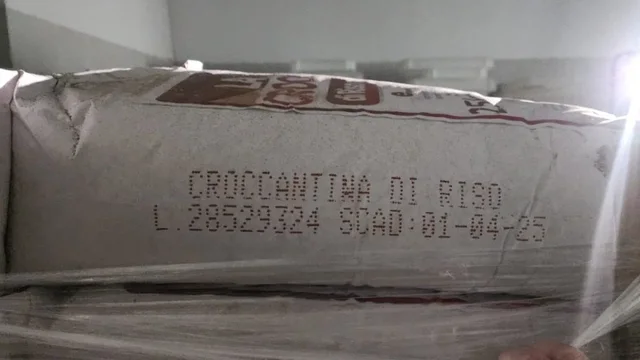 CROCCANTINA DI RISO
L.28529324 SCAD:01-04-25